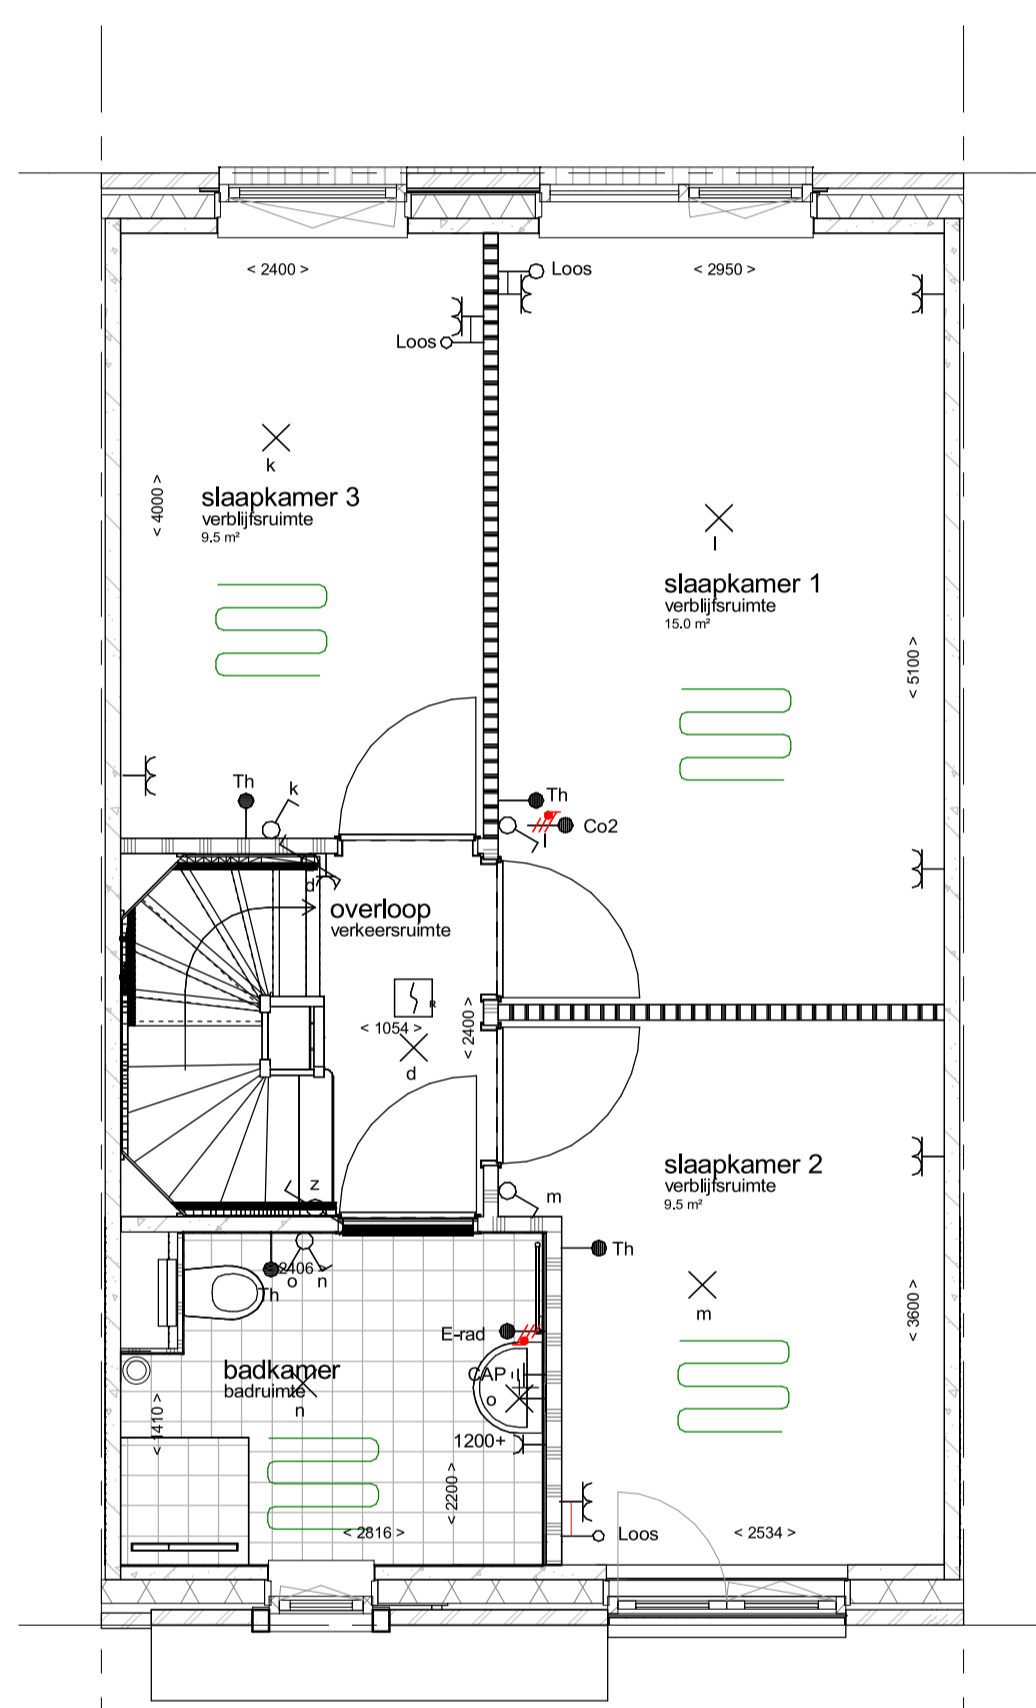 < 2400 >
Loos
< 2950 >
Loos
k
slaapkamer 3
verblijfsruimte
9.5 m²
< 4000 >
l
slaapkamer 1
verblijfsruimte
15.0 m²
< 5100 >
Th
k
Th
l
Co2
d
overloop
verkeersruimte
R
< 1054 >
< 2400 >
d
z
slaapkamer 2
verblijfsruimte
9.5 m²
m
Th
2406 >
o
n
Th
m
< 3600 >
E-rad
badkamer
badruimte
n
CAP
o
< 1410 >
1200+
< 2200 >
< 2816 >
Loos
< 2534 >